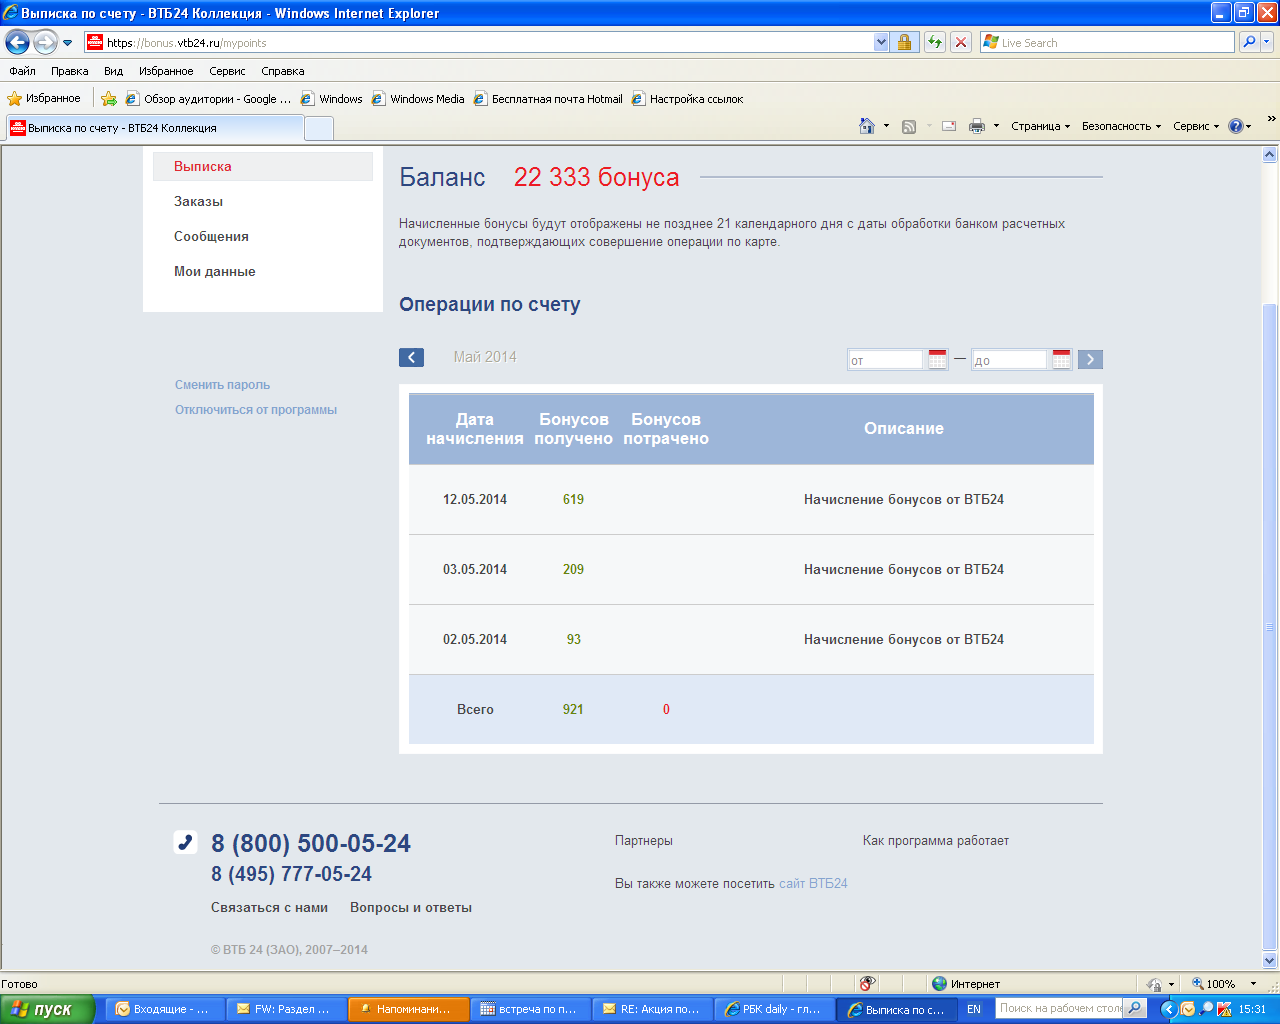 Выписка по счету - ВТБ24 Коллекция - Windows Internet Explorer
https://bonus.vtb24.ru/mypoints
Live Search
Файл Правка Вид Избранное Сервис Справка
Избранное Обзор аудитории - Google ... Windows Windows Media Бесплатная почта Hotmail Настройка ссылок
Выписка по счету - ВТБ24 Коллекция
Страница Безопасность Сервис
Выписка
Заказы
Сообщения
Мои данные
Сменить пароль
Отключиться от программы
Баланс 22 333 бонуса
Начисленные бонусы будут отображены не позднее 21 календарного дня с даты обработки банком расчетных
документов, подтверждающих совершение операции по карте.
Операции по счету
Май 2014 от — до
Дата начисления Бонусов получено Бонусов потрачено Описание
12.05.2014 619 Начисление бонусов от ВТБ24
03.05.2014 209 Начисление бонусов от ВТБ24
02.05.2014 93 Начисление бонусов от ВТБ24
Всего 921 0
8 (800) 500-05-24
8 (495) 777-05-24
Связаться с нами Вопросы и ответы
Партнеры Как программа работает
Вы также можете посетить сайт ВТБ24
© ВТБ 24 (ЗАО), 2007–2014
Готово Интернет 100%
пуск Входящие - ... FW: Раздел ... Напоминани... встреча по п... RE: Акция по... РБК daily - гл... Выписка по с... EN Поиск на рабочем столе 15:31